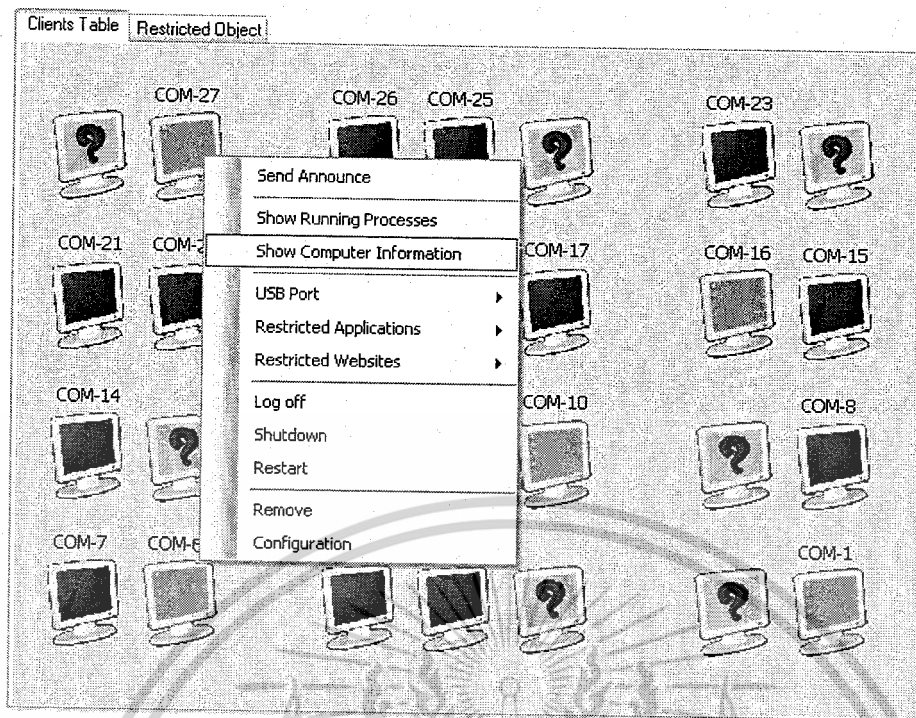 Clients Table Restricted Object
COM-27 COM-26 COM-25 COM-23
Send Announce
Show Running Processes
COM-21 Show Computer Information COM-17 COM-16 COM-15
USB Port
Restricted Applications
Restricted Websites
COM-14 Log off COM-10 COM-8
Shutdown
Restart
Remove
COM-7 COM-6 Configuration COM-1